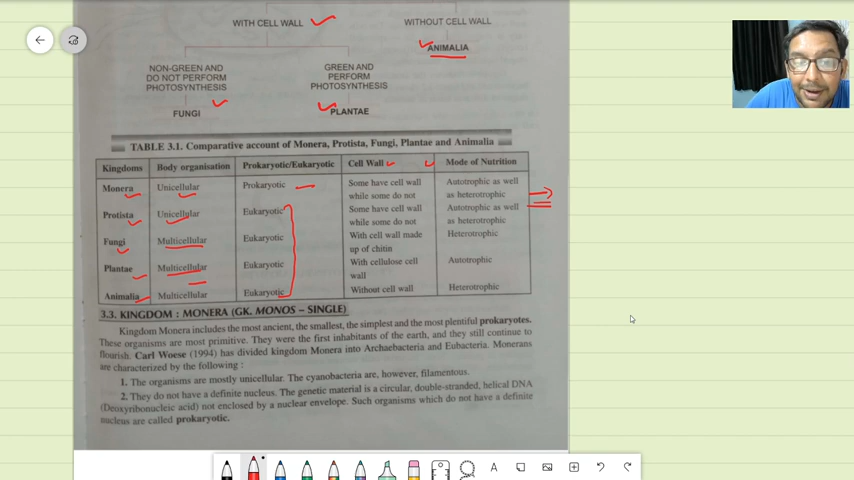 WITH CELL WALL
WITHOUT CELL WALL
ANIMALIA
NON-GREEN AND
DO NOT PERFORM
PHOTOSYNTHESIS
FUNGI
GREEN AND
PERFORM
PHOTOSYNTHESIS
PLANTAE
TABLE 3.1. Comparative account of Monera, Protista, Fungi, Plantae and Animalia
Kingdoms Body organisation Prokaryotic/Eukaryotic Cell Wall Mode of Nutrition
Monera Unicellular Prokaryotic Some have cell wall Autotrophic as well
while some do not as heterotrophic
Protista Unicellular Eukaryotic Some have cell wall Autotrophic as well
while some do not as heterotrophic
Fungi Multicellular Eukaryotic With cell wall made Heterotrophic
up of chitin
Plantae Multicellular Eukaryotic With cellulose cell Autotrophic
wall
Animalia Multicellular Eukaryotic Without cell wall Heterotrophic
3.3. KINGDOM : MONERA (GK. MONOS – SINGLE)
Kingdom Monera includes the most ancient, the smallest, the simplest and the most plentiful prokaryotes.
These organisms are most primitive. They were the first inhabitants of the earth, and they still continue to
flourish. Carl Woese (1994) has divided kingdom Monera into Archaebacteria and Eubacteria. Monerans
are characterized by the following :
1. The organisms are mostly unicellular. The cyanobacteria are, however, filamentous.
2. They do not have a definite nucleus. The genetic material is a circular, double-stranded, helical DNA
(Deoxyribonucleic acid) not enclosed by a nuclear envelope. Such organisms which do not have a definite
nucleus are called prokaryotic.
A